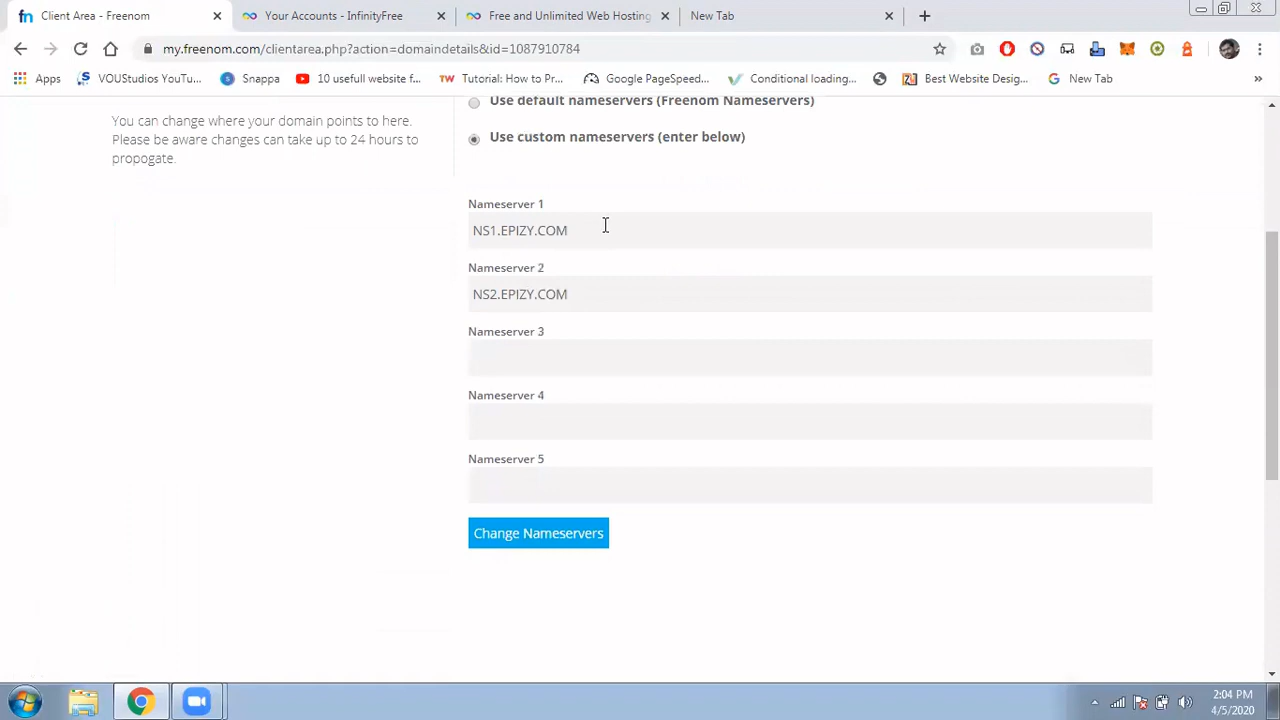 Client Area - Freenom
Your Accounts - InfinityFree
Free and Unlimited Web Hosting
New Tab
my.freenom.com/clientarea.php?action=domaindetails&id=1087910784
Apps
VOUStudios YouTu...
Snappa
10 usefull website f...
TW
Tutorial: How to Pr...
Google PageSpeed...
Conditional loading...
Best Website Desig...
New Tab
»
Use default nameservers (Freenom Nameservers)
You can change where your domain points to here.
Please be aware changes can take up to 24 hours to
propogate.
Use custom nameservers (enter below)
Nameserver 1
NS1.EPIZY.COM
Nameserver 2
NS2.EPIZY.COM
Nameserver 3
Nameserver 4
Nameserver 5
Change Nameservers
2:04 PM
4/5/2020